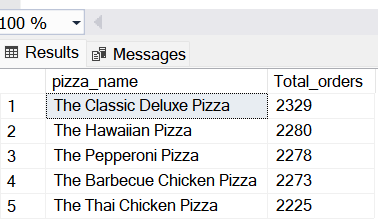 100 %
Results Messages
pizza_name Total_orders
1 The Classic Deluxe Pizza 2329
2 The Hawaiian Pizza 2280
3 The Pepperoni Pizza 2278
4 The Barbecue Chicken Pizza 2273
5 The Thai Chicken Pizza 2225